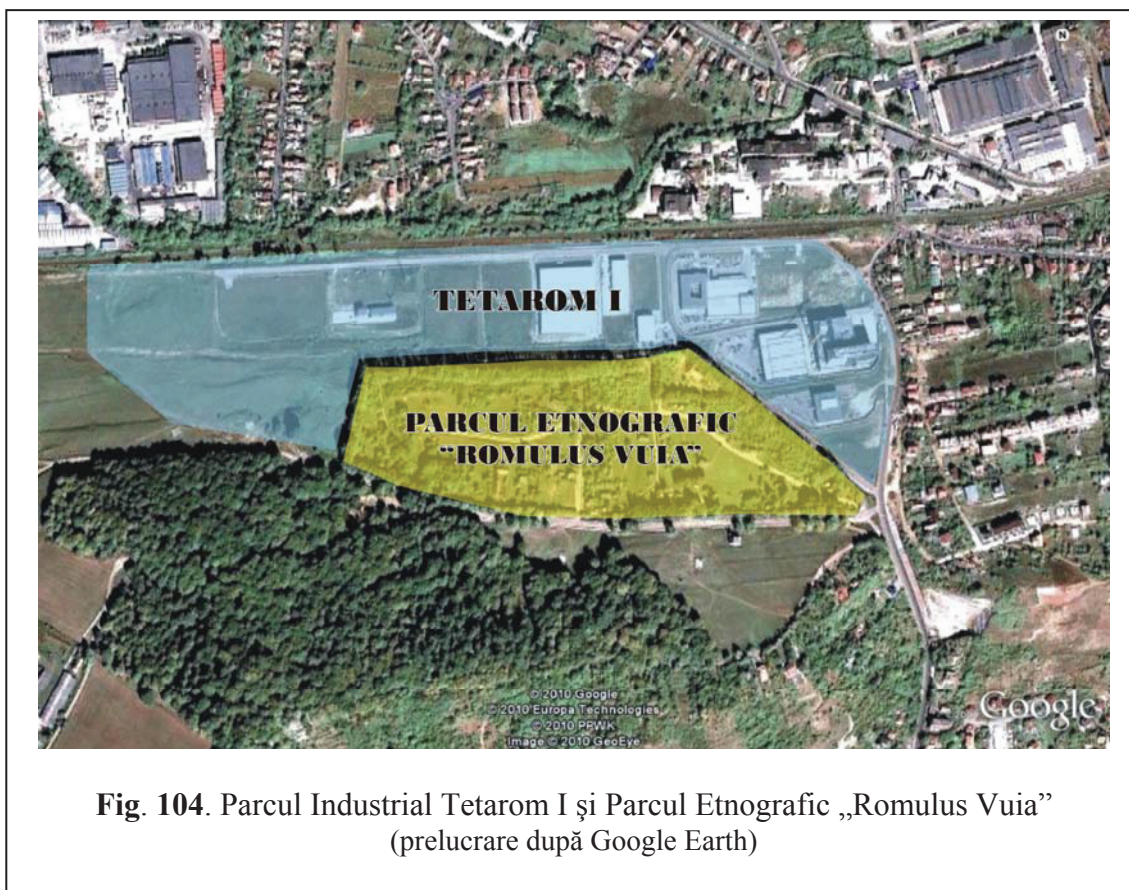 N
TETAROM I
PARCUL ETNOGRAFIC
“ROMULUS VUIA”
© 2010 Google
© 2010 Europa Technologies
© 2010 PPWK
Image © 2010 GeoEye
Google
Fig. 104. Parcul Industrial Tetarom I şi Parcul Etnografic „Romulus Vuia”
(prelucrare după Google Earth)